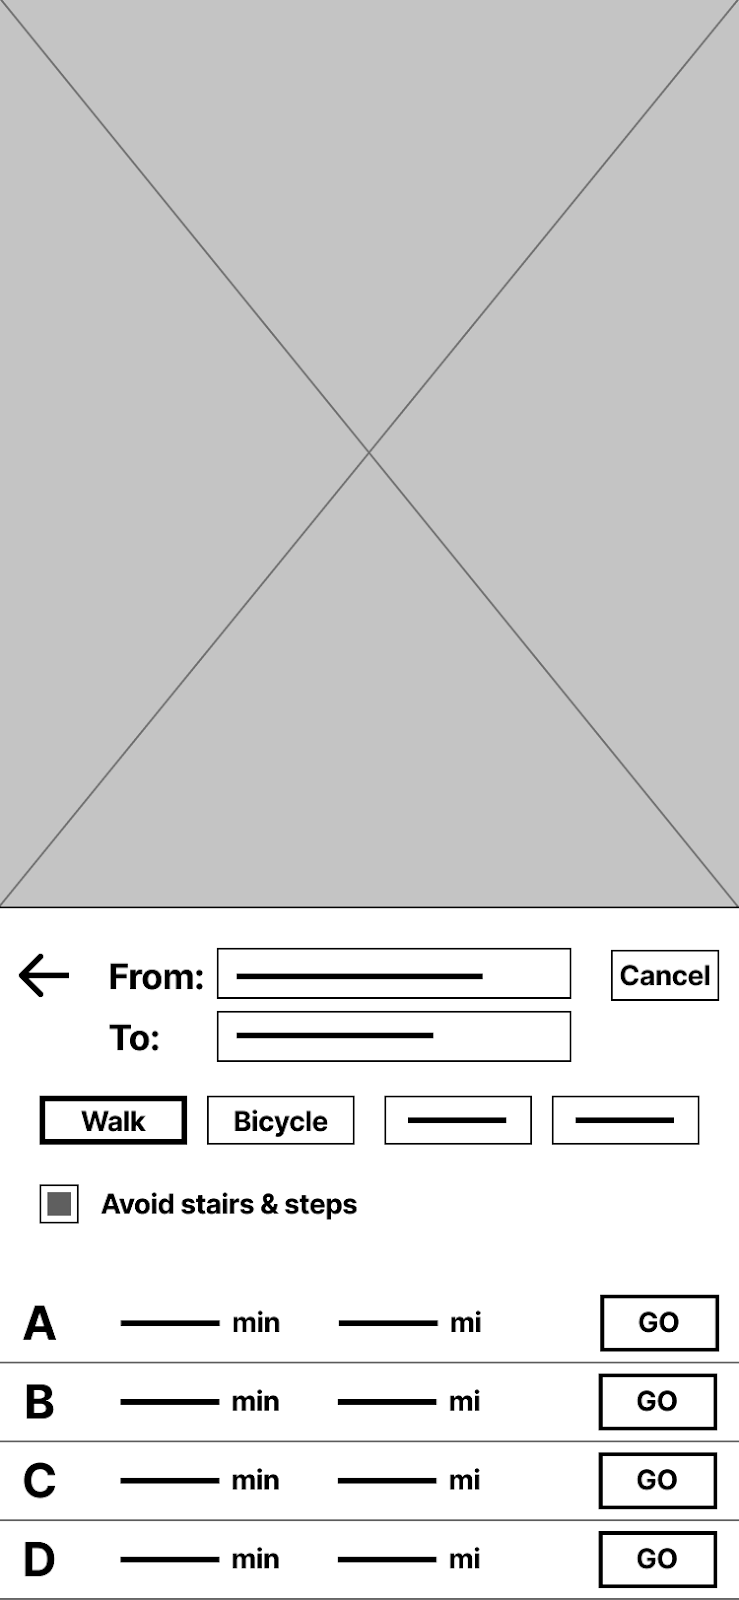 From: Cancel
To:
Walk Bicycle
Avoid stairs & steps
A min mi GO
B min mi GO
C min mi GO
D min mi GO